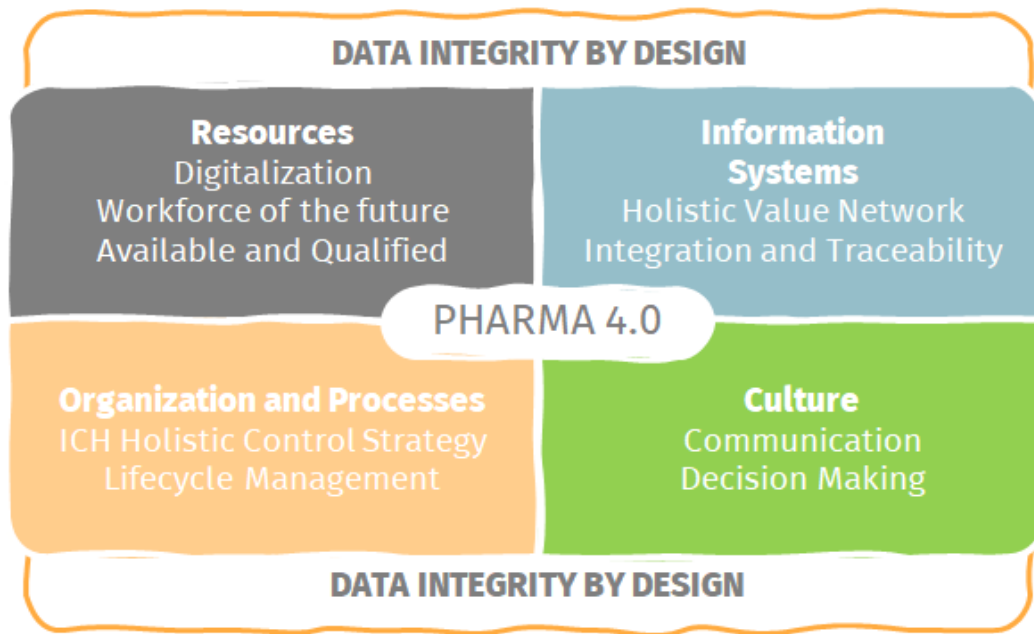 DATA INTEGRITY BY DESIGN
Resources
Digitalization
Workforce of the future
Available and Qualified
Information
Systems
Holistic Value Network
Integration and Traceability
PHARMA 4.0
Organization and Processes
ICH Holistic Control Strategy
Lifecycle Management
Culture
Communication
Decision Making
DATA INTEGRITY BY DESIGN